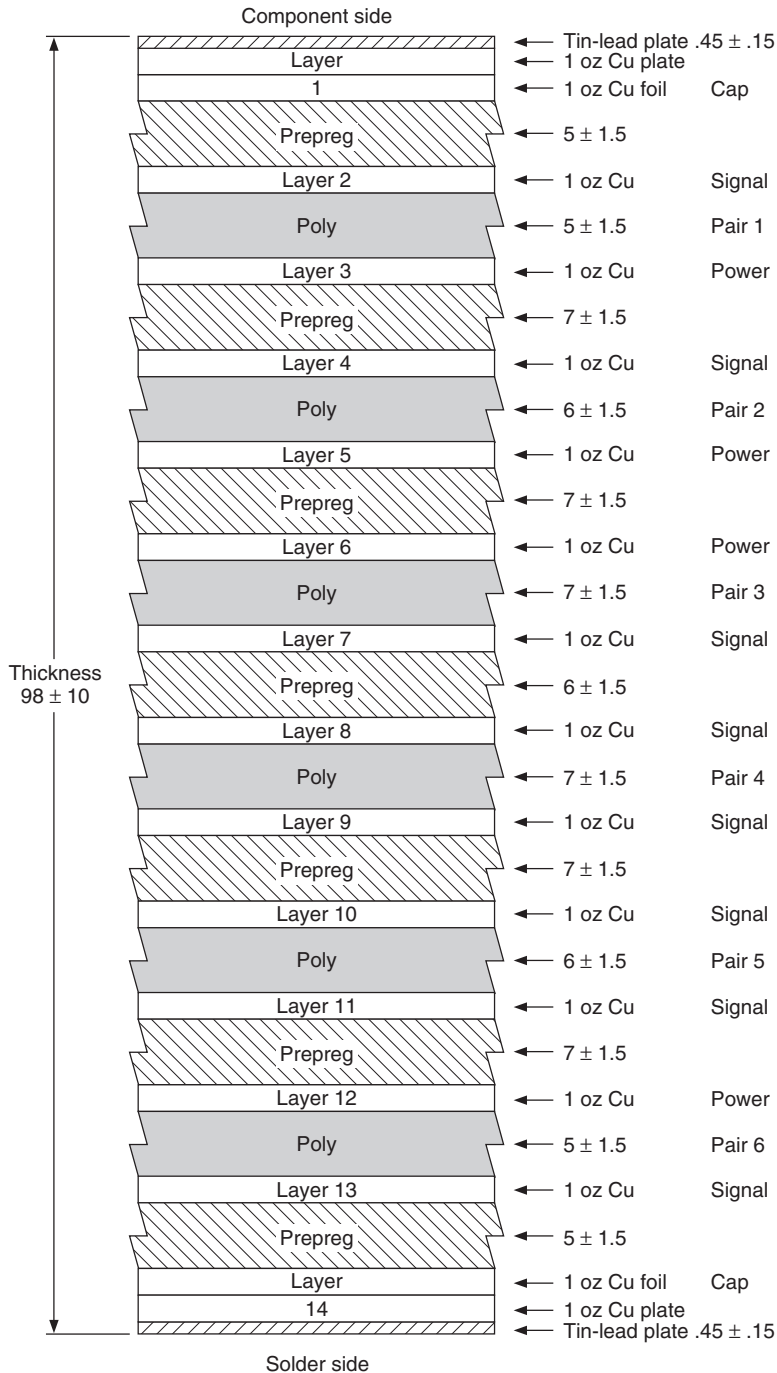 Component side
Tin-lead plate .45 ± .15
Layer 1 oz Cu plate
1 1 oz Cu foil Cap
Prepreg 5 ± 1.5
Layer 2 1 oz Cu Signal
Poly 5 ± 1.5 Pair 1
Layer 3 1 oz Cu Power
Prepreg 7 ± 1.5
Layer 4 1 oz Cu Signal
Poly 6 ± 1.5 Pair 2
Layer 5 1 oz Cu Power
Prepreg 7 ± 1.5
Layer 6 1 oz Cu Power
Poly 7 ± 1.5 Pair 3
Layer 7 1 oz Cu Signal
Thickness
98 ± 10
Prepreg 6 ± 1.5
Layer 8 1 oz Cu Signal
Poly 7 ± 1.5 Pair 4
Layer 9 1 oz Cu Signal
Prepreg 7 ± 1.5
Layer 10 1 oz Cu Signal
Poly 6 ± 1.5 Pair 5
Layer 11 1 oz Cu Signal
Prepreg 7 ± 1.5
Layer 12 1 oz Cu Power
Poly 5 ± 1.5 Pair 6
Layer 13 1 oz Cu Signal
Prepreg 5 ± 1.5
Layer 1 oz Cu foil Cap
14 1 oz Cu plate
Tin-lead plate .45 ± .15
Solder side